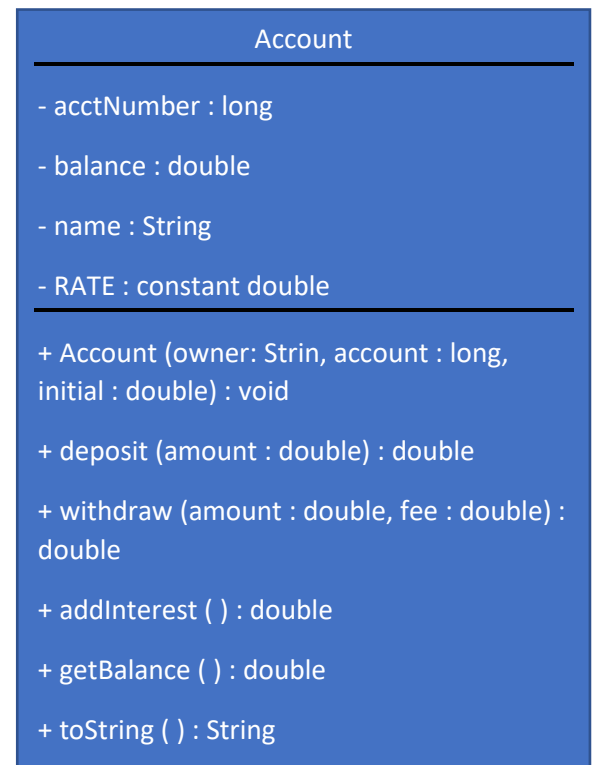 Account
- acctNumber : long
- balance : double
- name : String
- RATE : constant double
+ Account (owner: Strin, account : long,
initial : double) : void
+ deposit (amount : double) : double
+ withdraw (amount : double, fee : double) :
double
+ addInterest ( ) : double
+ getBalance ( ) : double
+ toString ( ) : String